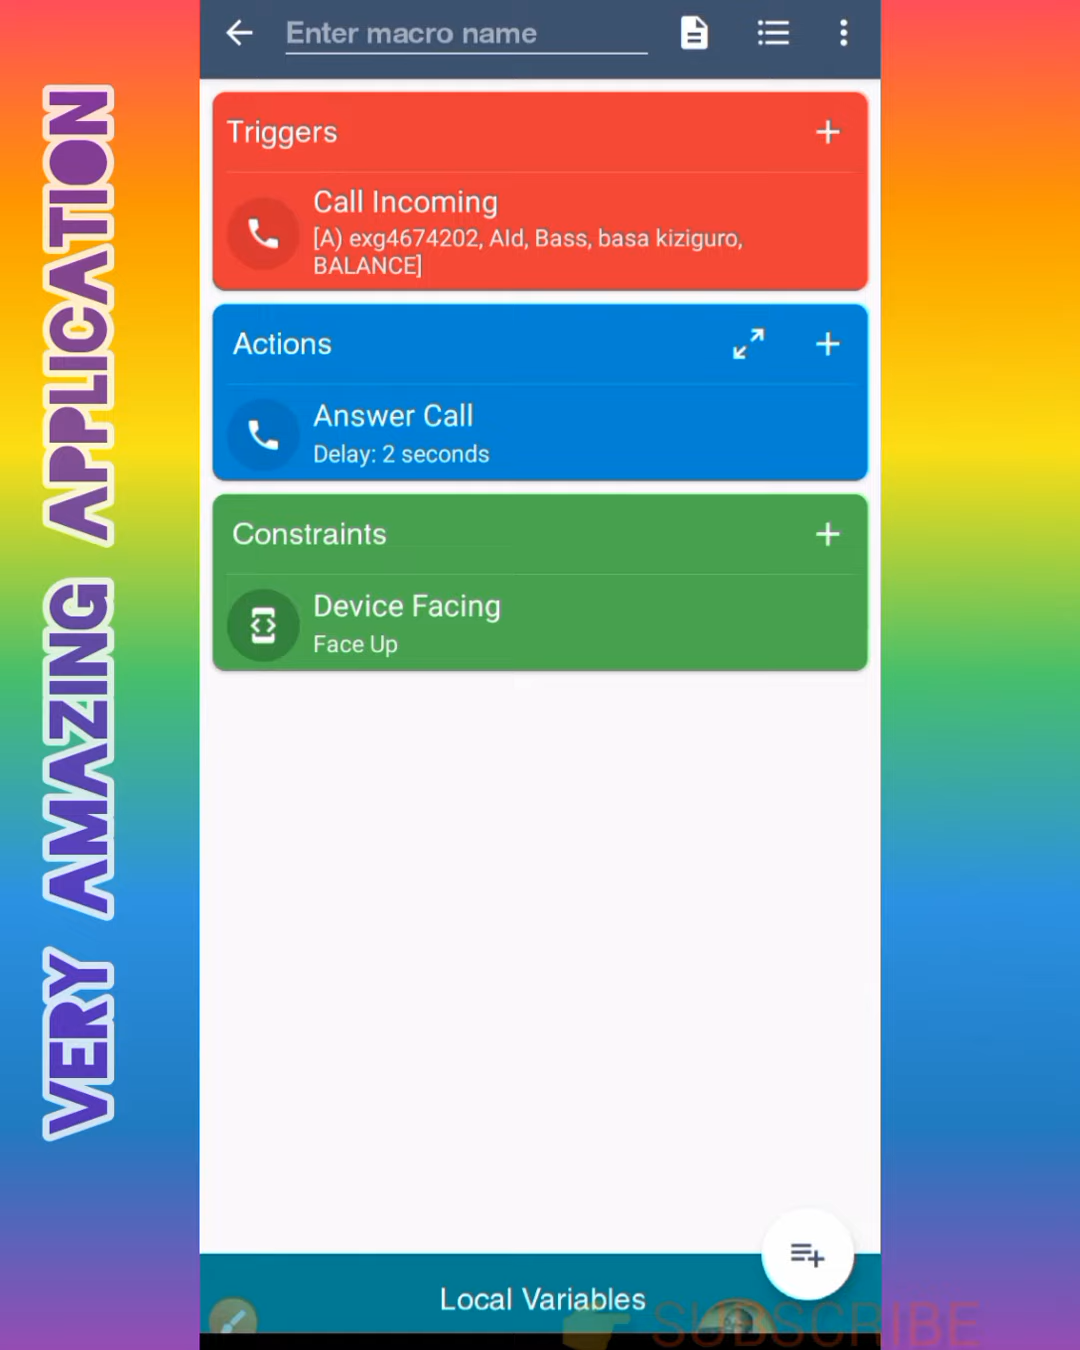 VERY AMAZING APPLICATION
Enter macro name
Triggers
Call Incoming
[A) exg4674202, Ald, Bass, basa kiziguro,
BALANCE]
Actions
Answer Call
Delay: 2 seconds
Constraints
Device Facing
Face Up
Local Variables
SUBSCRIBE